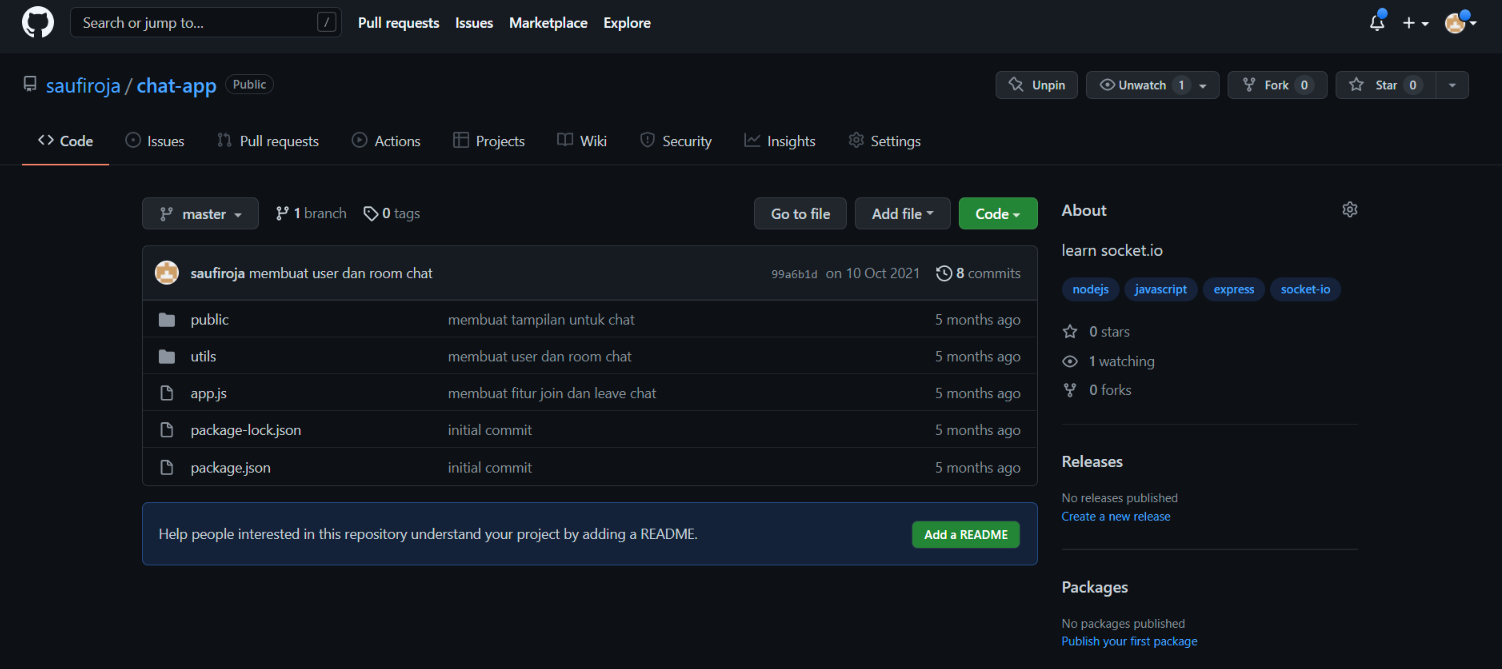 Search or jump to... / Pull requests Issues Marketplace Explore
saufiroja / chat-app Public Unpin Unwatch 1 Fork 0 Star 0
Code Issues Pull requests Actions Projects Wiki Security Insights Settings
master 1 branch 0 tags Go to file Add file Code
saufiroja membuat user dan room chat 99a6b1d on 10 Oct 2021 8 commits
public membuat tampilan untuk chat 5 months ago
utils membuat user dan room chat 5 months ago
app.js membuat fitur join dan leave chat 5 months ago
package-lock.json initial commit 5 months ago
package.json initial commit 5 months ago
Help people interested in this repository understand your project by adding a README. Add a README
About
learn socket.io
nodejs javascript express socket-io
0 stars
1 watching
0 forks
Releases
No releases published
Create a new release
Packages
No packages published
Publish your first package